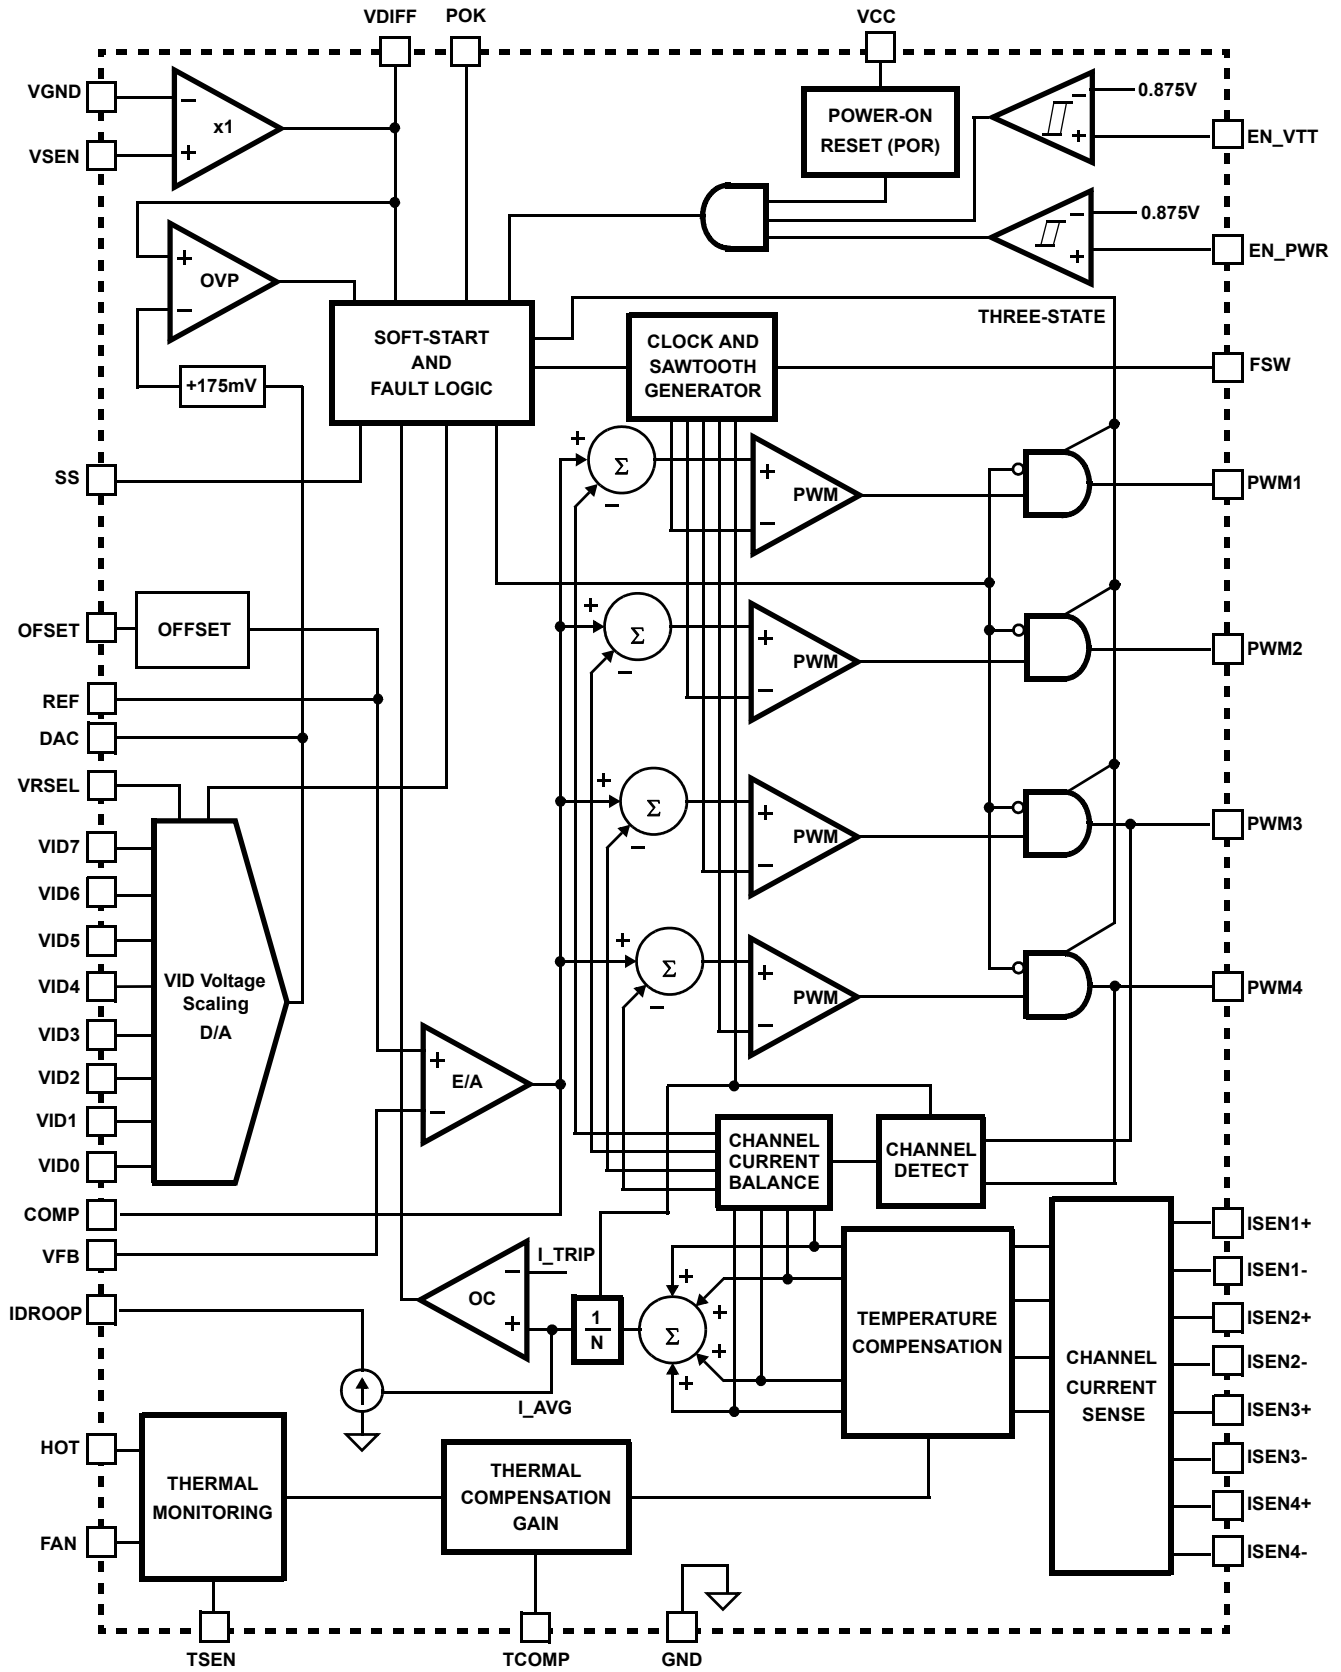 VDIFF
POK
VCC
VGND
−
x1
+
VSEN
POWER-ON
RESET (POR)
−
0.875V
+
EN_VTT
−
0.875V
+
EN_PWR
+
OVP
−
THREE-STATE
SOFT-START
AND
FAULT LOGIC
CLOCK AND
SAWTOOTH
GENERATOR
FSW
+175mV
SS
+
Σ
−
+
PWM
−
PWM1
OFSET
OFFSET
+
Σ
−
+
PWM
−
PWM2
REF
DAC
VRSEL
+
Σ
−
+
PWM
−
PWM3
VID7
VID6
VID5
VID4
VID3
VID2
VID1
VID0
VID Voltage
Scaling
D/A
+
Σ
−
+
PWM
−
PWM4
+
E/A
−
CHANNEL
CURRENT
BALANCE
CHANNEL
DETECT
COMP
VFB
IDROOP
I_TRIP
−
OC
+
1
N
Σ
+
+
+
+
I_AVG
TEMPERATURE
COMPENSATION
CHANNEL
CURRENT
SENSE
ISEN1+
ISEN1-
ISEN2+
ISEN2-
ISEN3+
ISEN3-
ISEN4+
ISEN4-
HOT
FAN
THERMAL
MONITORING
THERMAL
COMPENSATION
GAIN
TSEN
TCOMP
GND